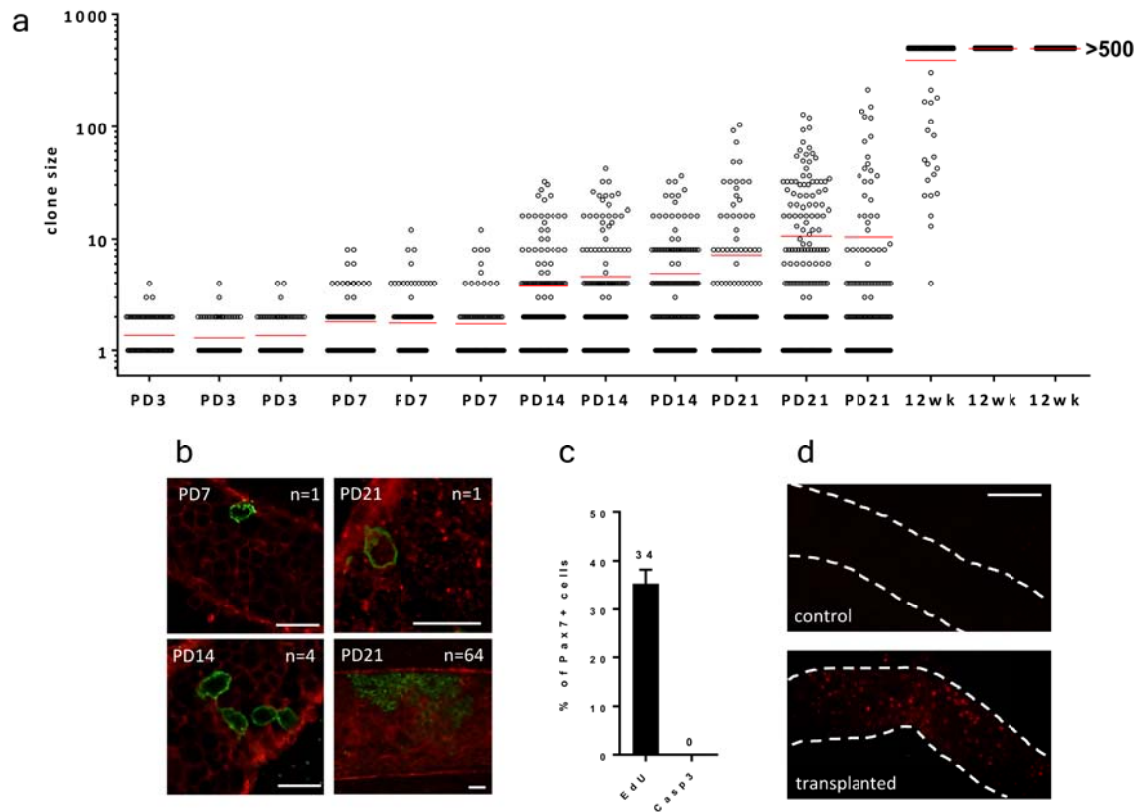 a
1000
100
10
1
clone size
>500
PD3 PD3 PD3 PD7 PD7 PD7 PD14 PD14 PD14 PD21 PD21 PD21 12wk 12wk 12wk
b
PD7 n=1
PD21 n=1
PD14 n=4
PD21 n=64
c
50
40
30
20
10
0
% of Pax7+ cells
34
0
EdU
Casp3
d
control
transplanted